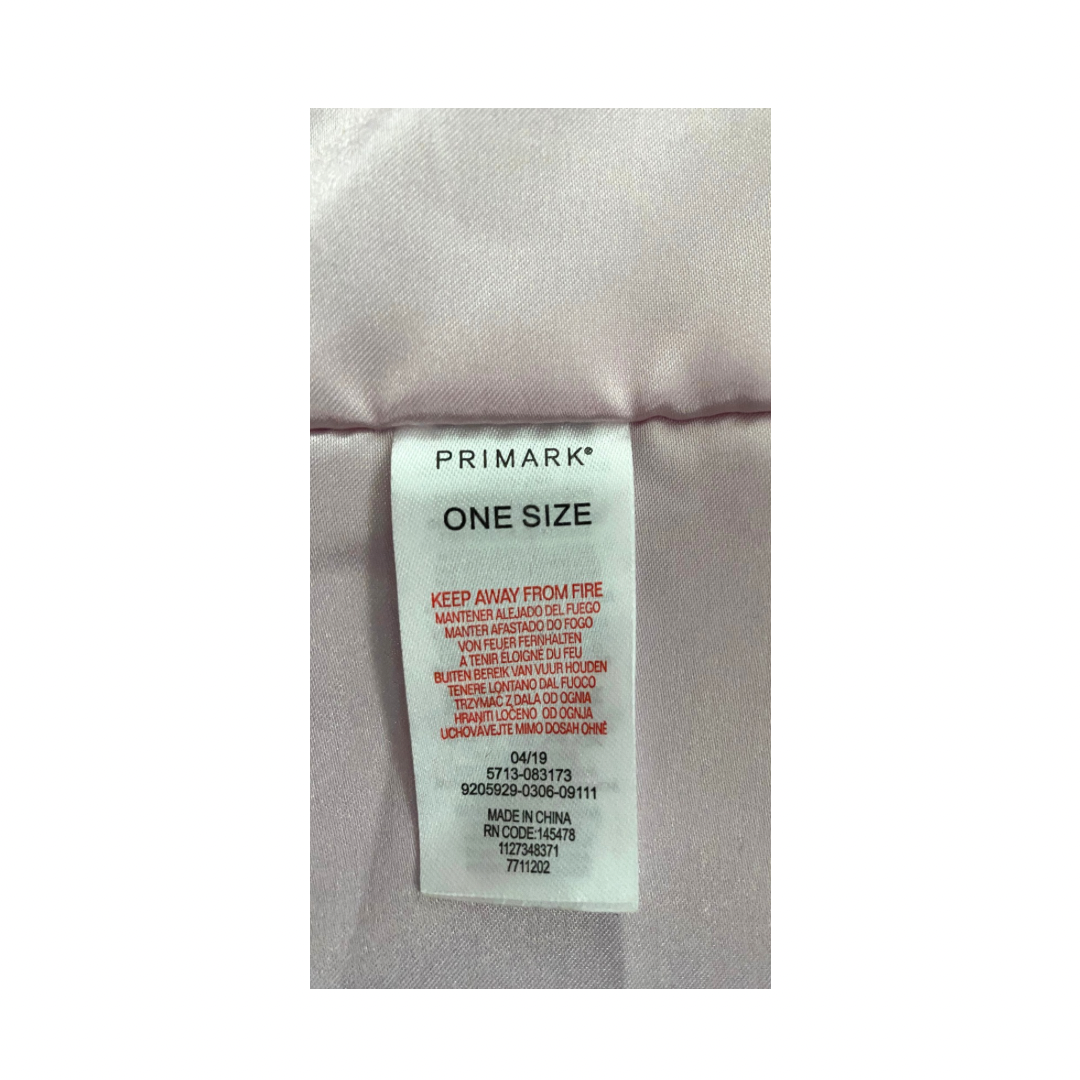 PRIMARK®
ONE SIZE
KEEP AWAY FROM FIRE
MANTENER ALEJADO DEL FUEGO
MANTER AFASTADO DO FOGO
VON FEUER FERNHALTEN
A TENIR ÉLOIGNÉ DU FEU
BUITEN BEREIK VAN VUUR HOUDEN
TENERE LONTANO DAL FUOCO
TRZYMAĆ Z DALA OD OGNIA
HRANITI LOČENO OD OGNJA
UCHOVÁVEJTE MIMO DOSAH OHNĚ
04/19
5713-083173
9205929-0306-09111
MADE IN CHINA
RN CODE:145478
1127348371
7711202